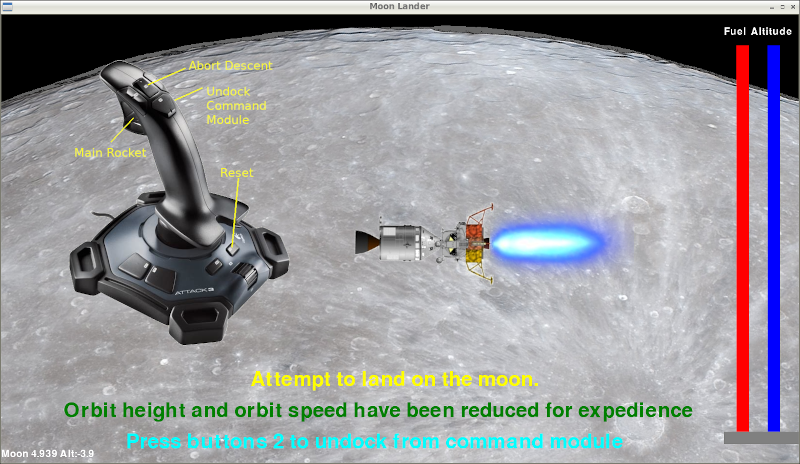 Moon Lander
Fuel Altitude
Abort Descent
Undock
Command
Module
Main Rocket
Reset
ATTACK3
Attempt to land on the moon.
Orbit height and orbit speed have been reduced for expedience
Press buttons 2 to undock from command module
Moon 4.939 Alt:-3.9